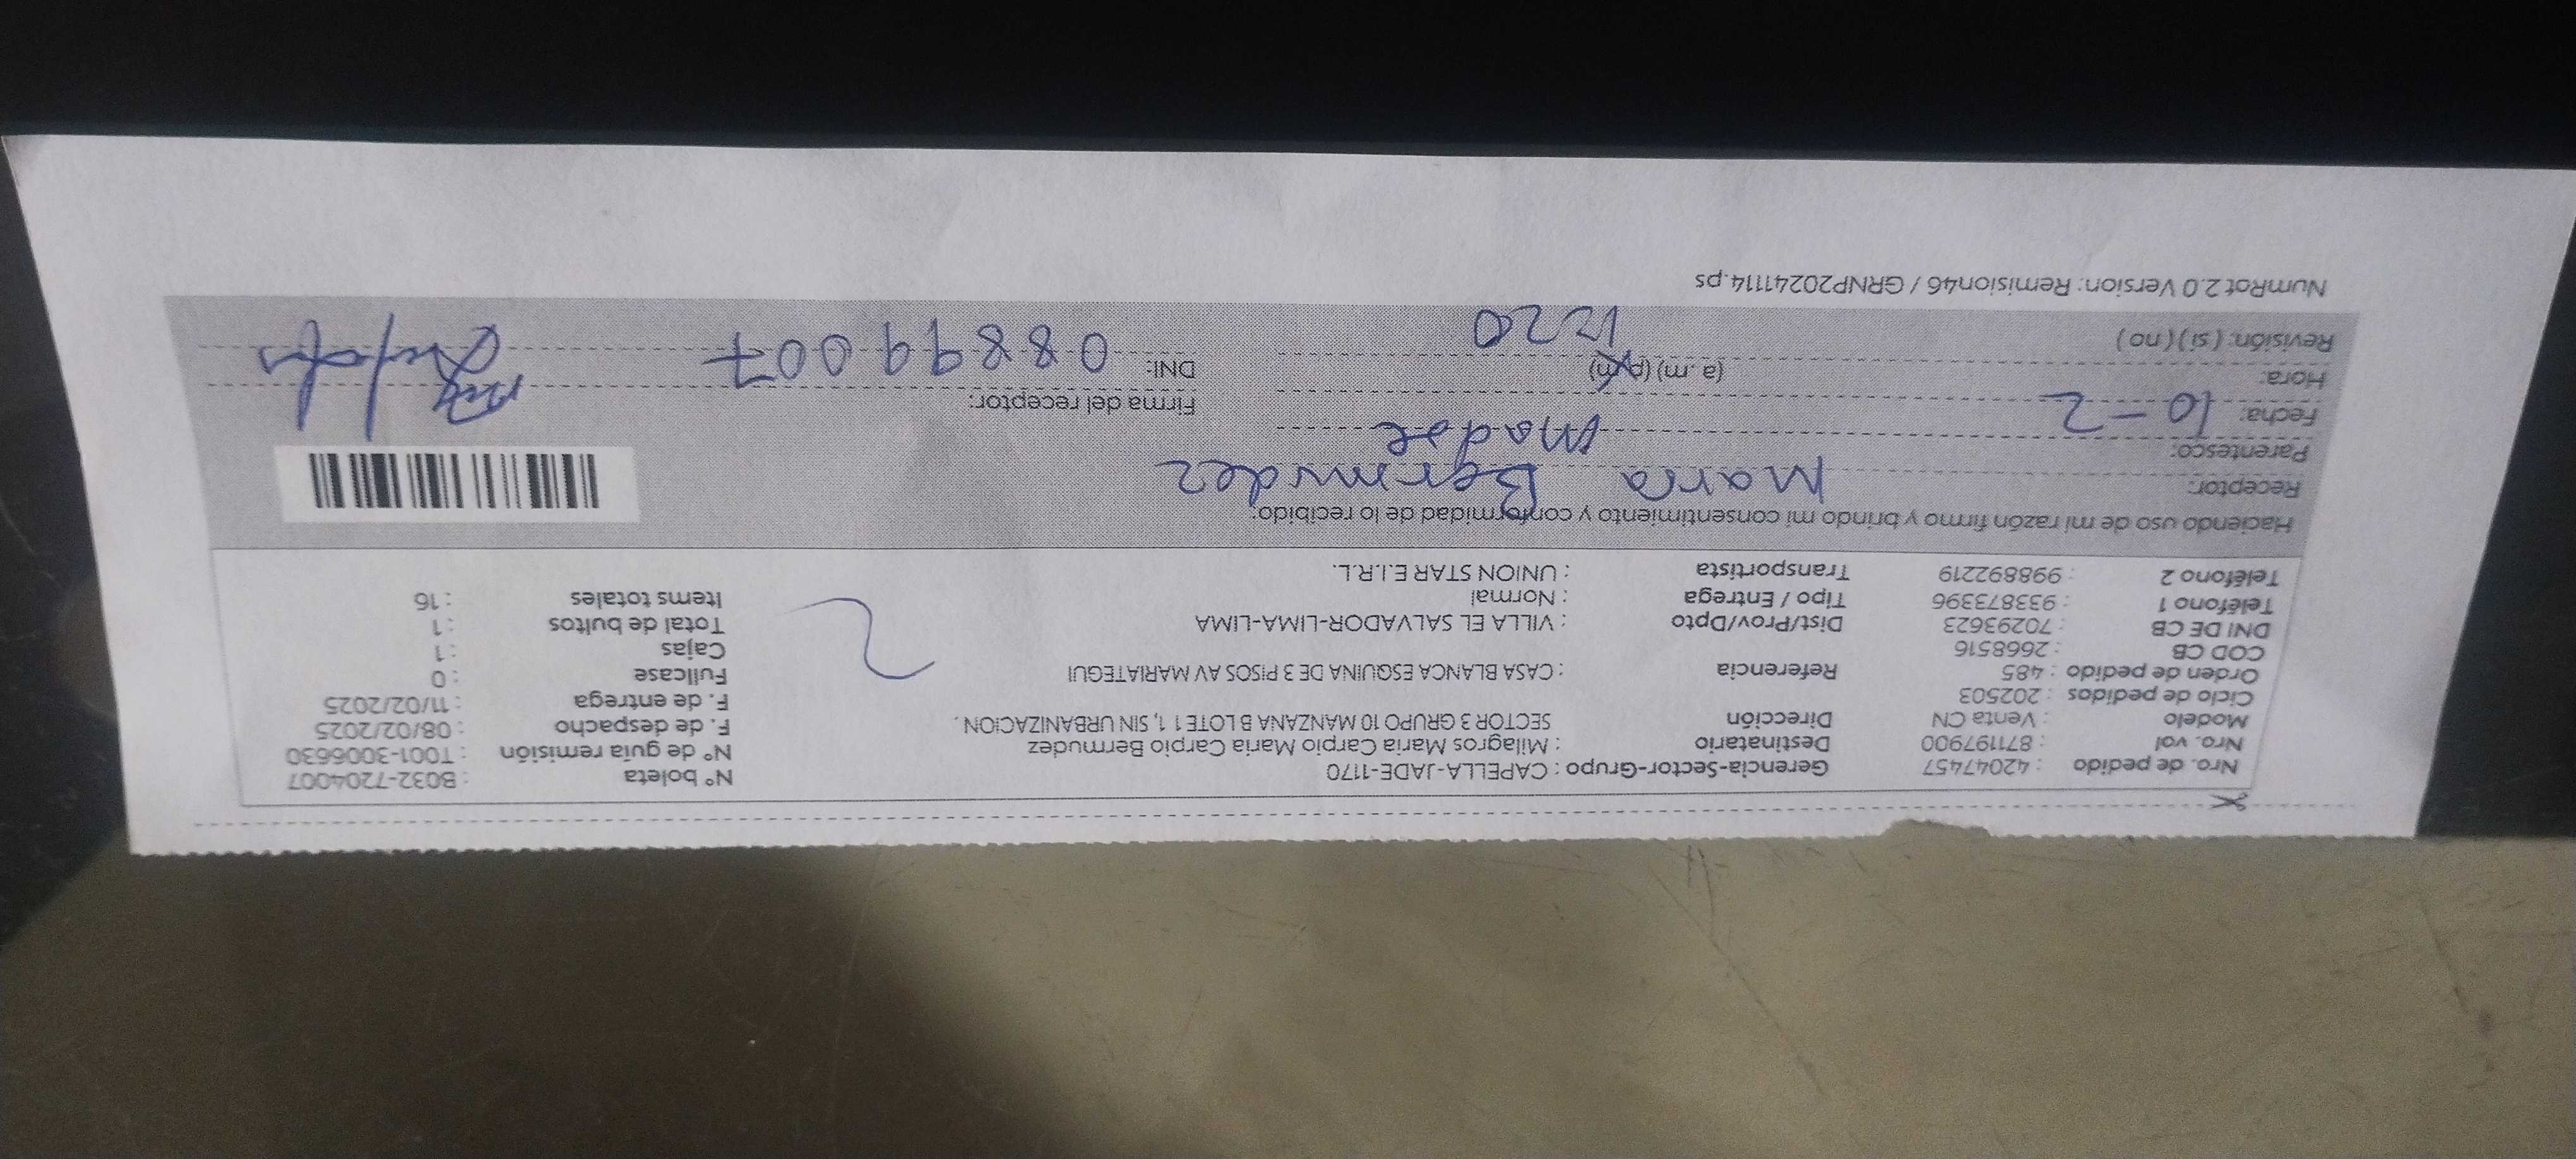 Nro. de pedido : 42047457 Gerencia-Sector-Grupo : CAPELLA-JADE-1170 N° boleta : B032-7204007
Nro. vol : 871197900 Destinatario : Milagros Maria Carpio Maria Carpio Bermudez N° de guía remisión : T001-3006630
Modelo : Venta CN Dirección SECTOR 3 GRUPO 10 MANZANA B LOTE 1 1, SIN URBANIZACION . F. de despacho : 08/02/2025
Ciclo de pedidos : 202503 F. de entrega : 11/02/2025
Orden de pedido : 485 Referencia : CASA BLANCA ESQUINA DE 3 PISOS AV MARIATEGUI Fullcase : 0
COD CB : 2668516 Cajas : 1
DNI DE CB : 70293623 Dist/Prov/Dpto : VILLA EL SALVADOR-LIMA-LIMA Total de bultos : 1
Teléfono 1 : 933873396 Tipo / Entrega : Normal Items totales : 16
Teléfono 2 : 998892219 Transportista : UNION STAR E.I.R.L.
Haciendo uso de mi razón firmo y brindo mi consentimiento y conformidad de lo recibido:
Receptor: Maria Bermudez
Parentesco: Madre
Fecha: 10-2 Firma del receptor:
Hora: (a.m) (p.m) 1220 DNI: 08899007
Revisión: ( si ) ( no )
NumRot 2.0 Version: Remision46 / GRNP20241114.ps